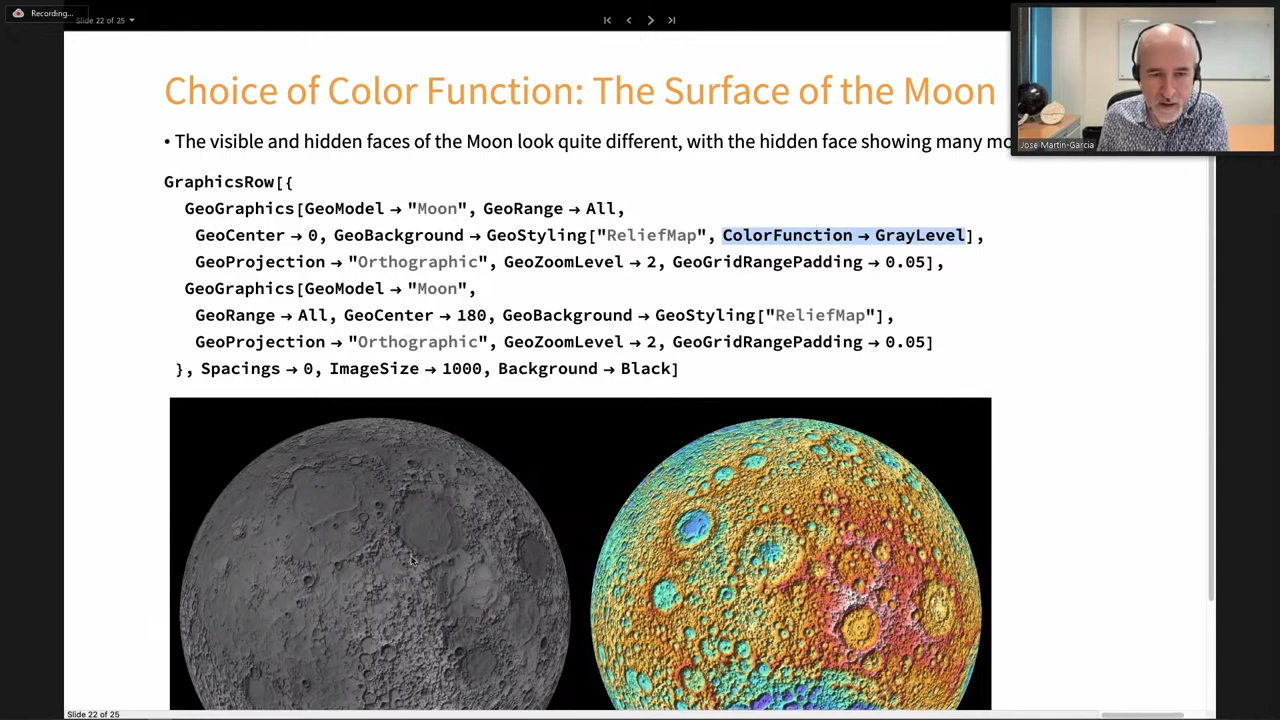 Recording...
Slide 22 of 25
Choice of Color Function: The Surface of the Moon
• The visible and hidden faces of the Moon look quite different, with the hidden face showing many
GraphicsRow[{
GeoGraphics[GeoModel → "Moon", GeoRange → All,
GeoCenter → 0, GeoBackground → GeoStyling["ReliefMap", ColorFunction → GrayLevel],
GeoProjection → "Orthographic", GeoZoomLevel → 2, GeoGridRangePadding → 0.05],
GeoGraphics[GeoModel → "Moon",
GeoRange → All, GeoCenter → 180, GeoBackground → GeoStyling["ReliefMap"],
GeoProjection → "Orthographic", GeoZoomLevel → 2, GeoGridRangePadding → 0.05]
}, Spacings → 0, ImageSize → 1000, Background → Black]
Jose Martin-Garcia
Slide 22 of 25